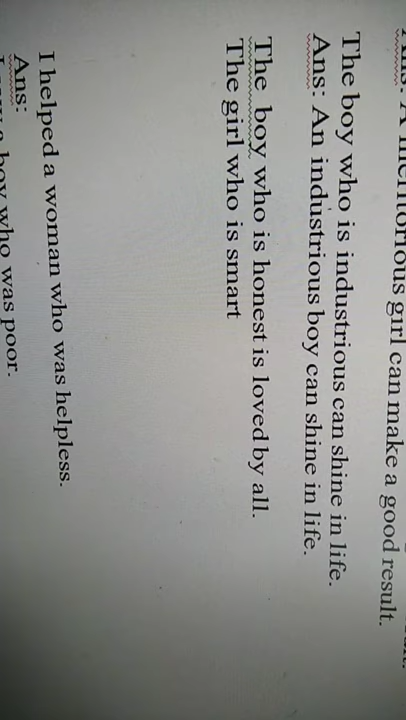 Ans: A meritorious girl can make a good result.
The boy who is industrious can shine in life.
Ans: An industrious boy can shine in life.
The boy who is honest is loved by all.
The girl who is smart
I helped a woman who was helpless.
Ans:
boy who was poor.